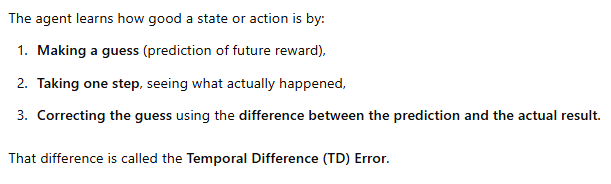 The agent learns how good a state or action is by:
1. Making a guess (prediction of future reward),
2. Taking one step, seeing what actually happened,
3. Correcting the guess using the difference between the prediction and the actual result.
That difference is called the Temporal Difference (TD) Error.